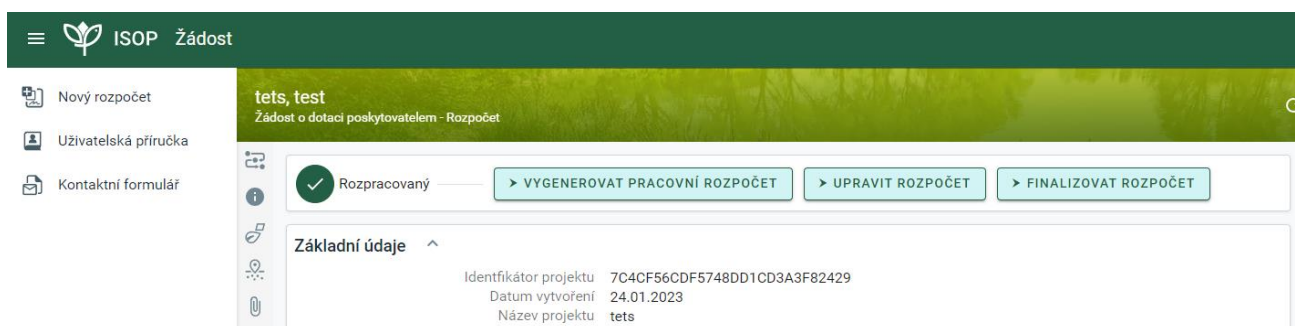 ISOP Žádost
Nový rozpočet
Uživatelská příručka
Kontaktní formulář
tets, test
Žádost o dotaci poskytovatelem - Rozpočet
Rozpracovaný
VYGENEROVAT PRACOVNÍ ROZPOČET
UPRAVIT ROZPOČET
FINALIZOVAT ROZPOČET
Základní údaje
Identfikátor projektu 7C4CF56CDF5748DD1CD3A3F82429
Datum vytvoření 24.01.2023
Název projektu tets